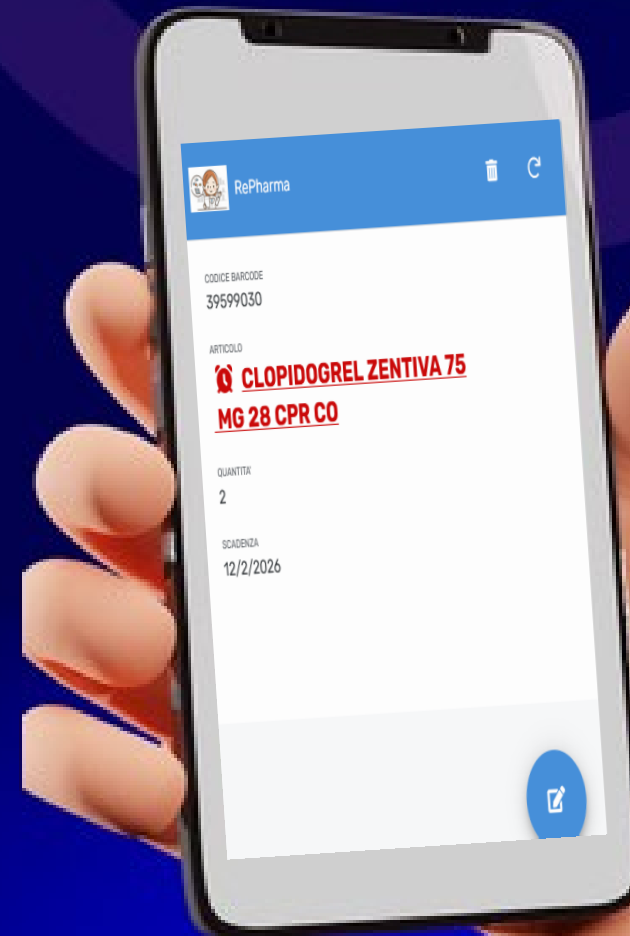 RePharma
CODICE BARCODE
39599030
ARTICOLO
CLOPIDOGREL ZENTIVA 75
MG 28 CPR CO
QUANTITA'
2
SCADENZA
12/2/2026